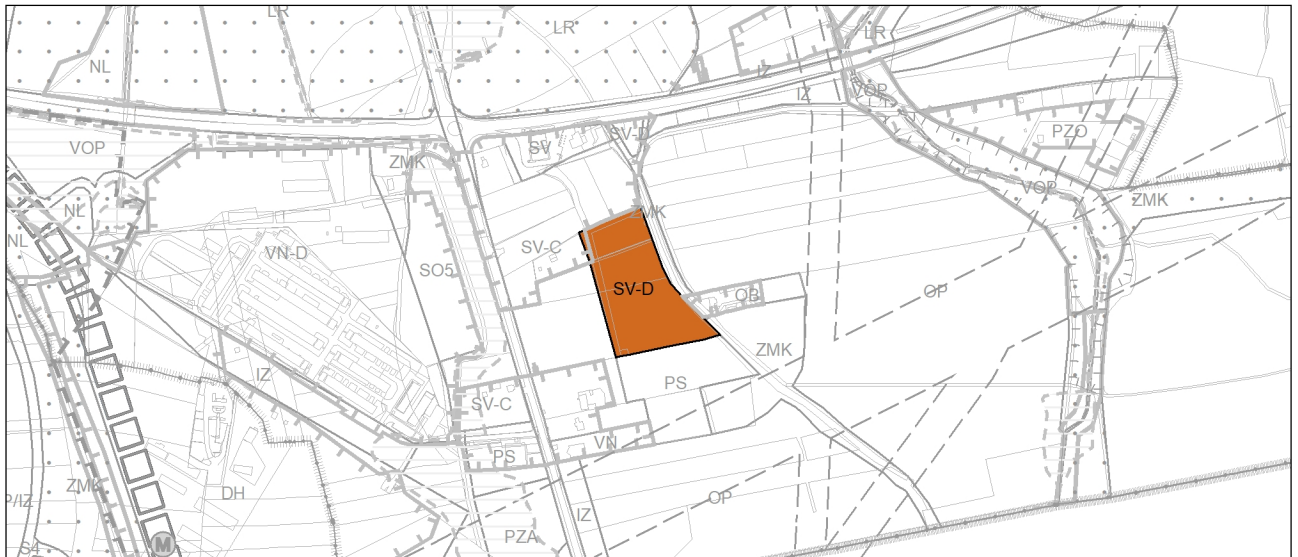 LR
LR
LR
NL
IZ
IZ
VOP
VOP
PZO
SV
SV-D
ZMK
VOP
ZMK
NL
ZMK
NL
VN-D
SV-C
SO5
SV-D
OB
OP
ZMK
IZ
PS
SV-C
VN
PS
ZMK
DH
OP
P/IZ
IZ
PZA
S4
M